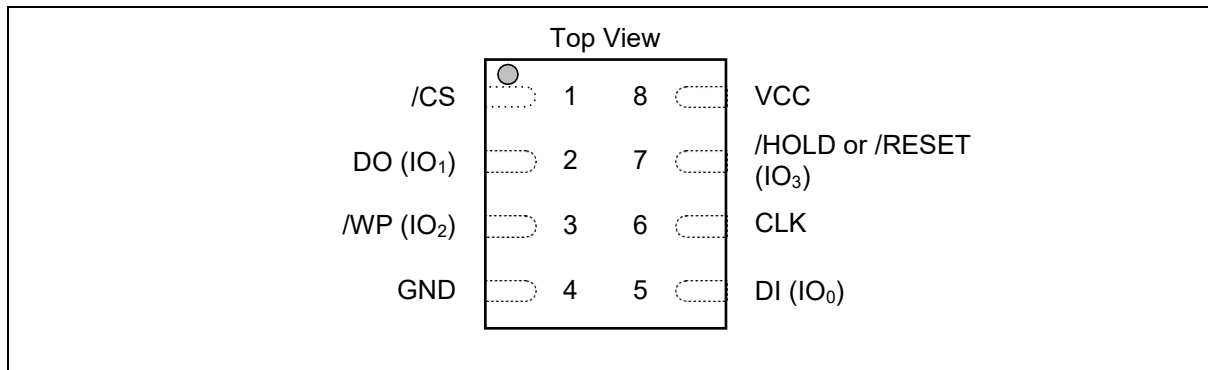 Top View
/CS 1 8 VCC
DO (IO₁) 2 7 /HOLD or /RESET
(IO₃)
/WP (IO₂) 3 6 CLK
GND 4 5 DI (IO₀)